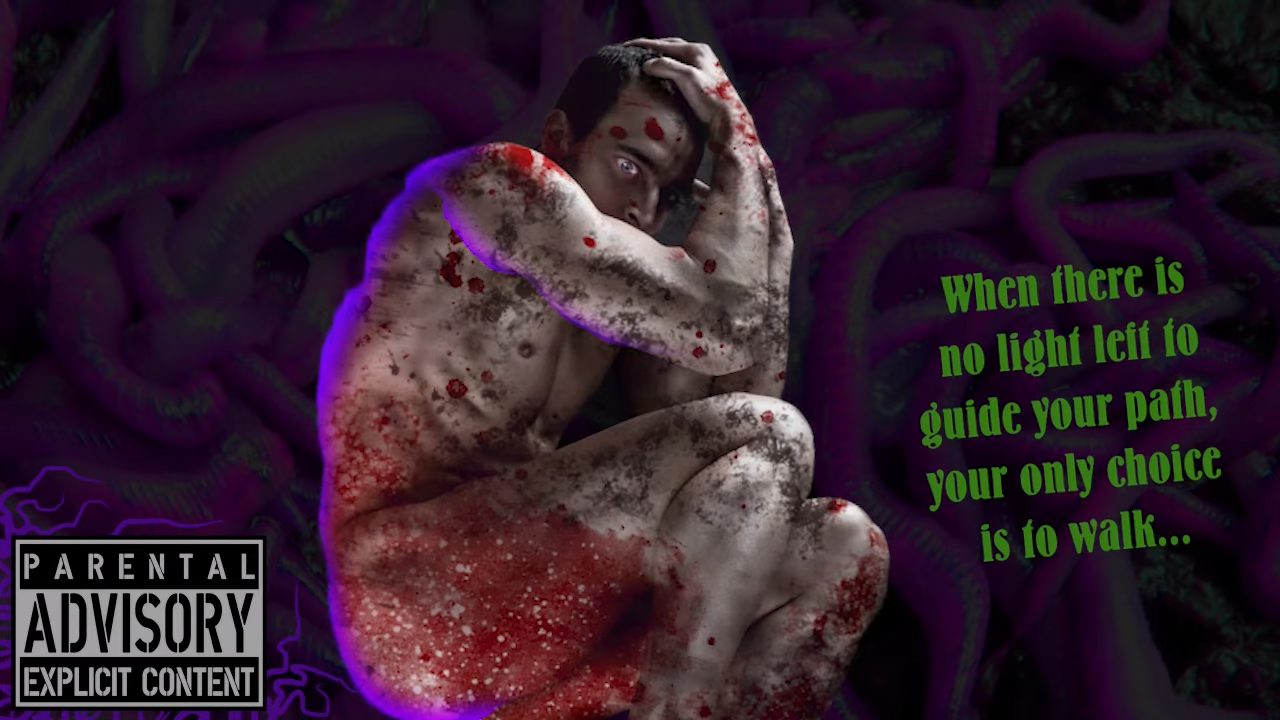 When there is
no light left to
guide your path,
your only choice
is to walk...
PARENTAL
ADVISORY
EXPLICIT CONTENT